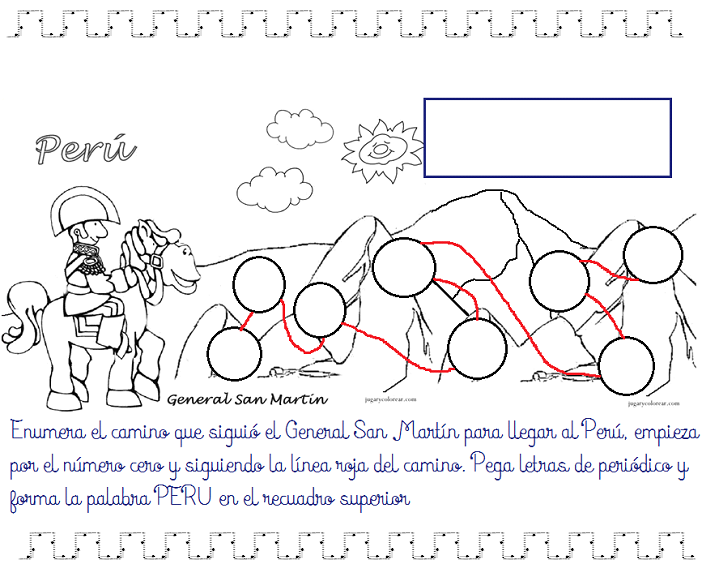 Perú
General San Martín
jugarycolorear.com
jugarycolorear.com
Enumera el camino que siguió el General San Martín para llegar al Perú, empieza
por el número cero y siguiendo la línea roja del camino. Pega letras de periódico y
forma la palabra PERU en el recuadro superior